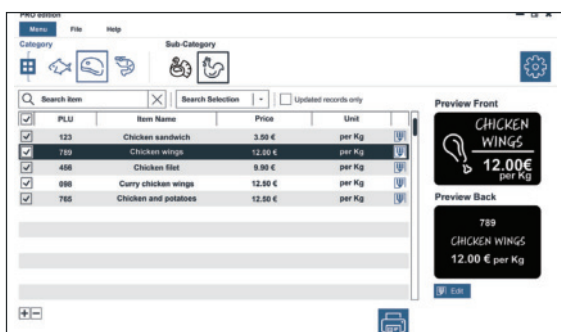 PRO edition
Menu File Help
Category Sub-Category
Search item Search Selection Updated records only
PLU Item Name Price Unit
123 Chicken sandwich 3.50 € per Kg
789 Chicken wings 12.00 € per Kg
456 Chicken filet 9.90 € per Kg
098 Curry chicken wings 12.50 € per Kg
765 Chicken and potatoes 12.50 € per Kg
Preview Front
CHICKEN
WINGS
12.00€
per Kg
Preview Back
789
CHICKEN WINGS
12.00 € per Kg
Edit